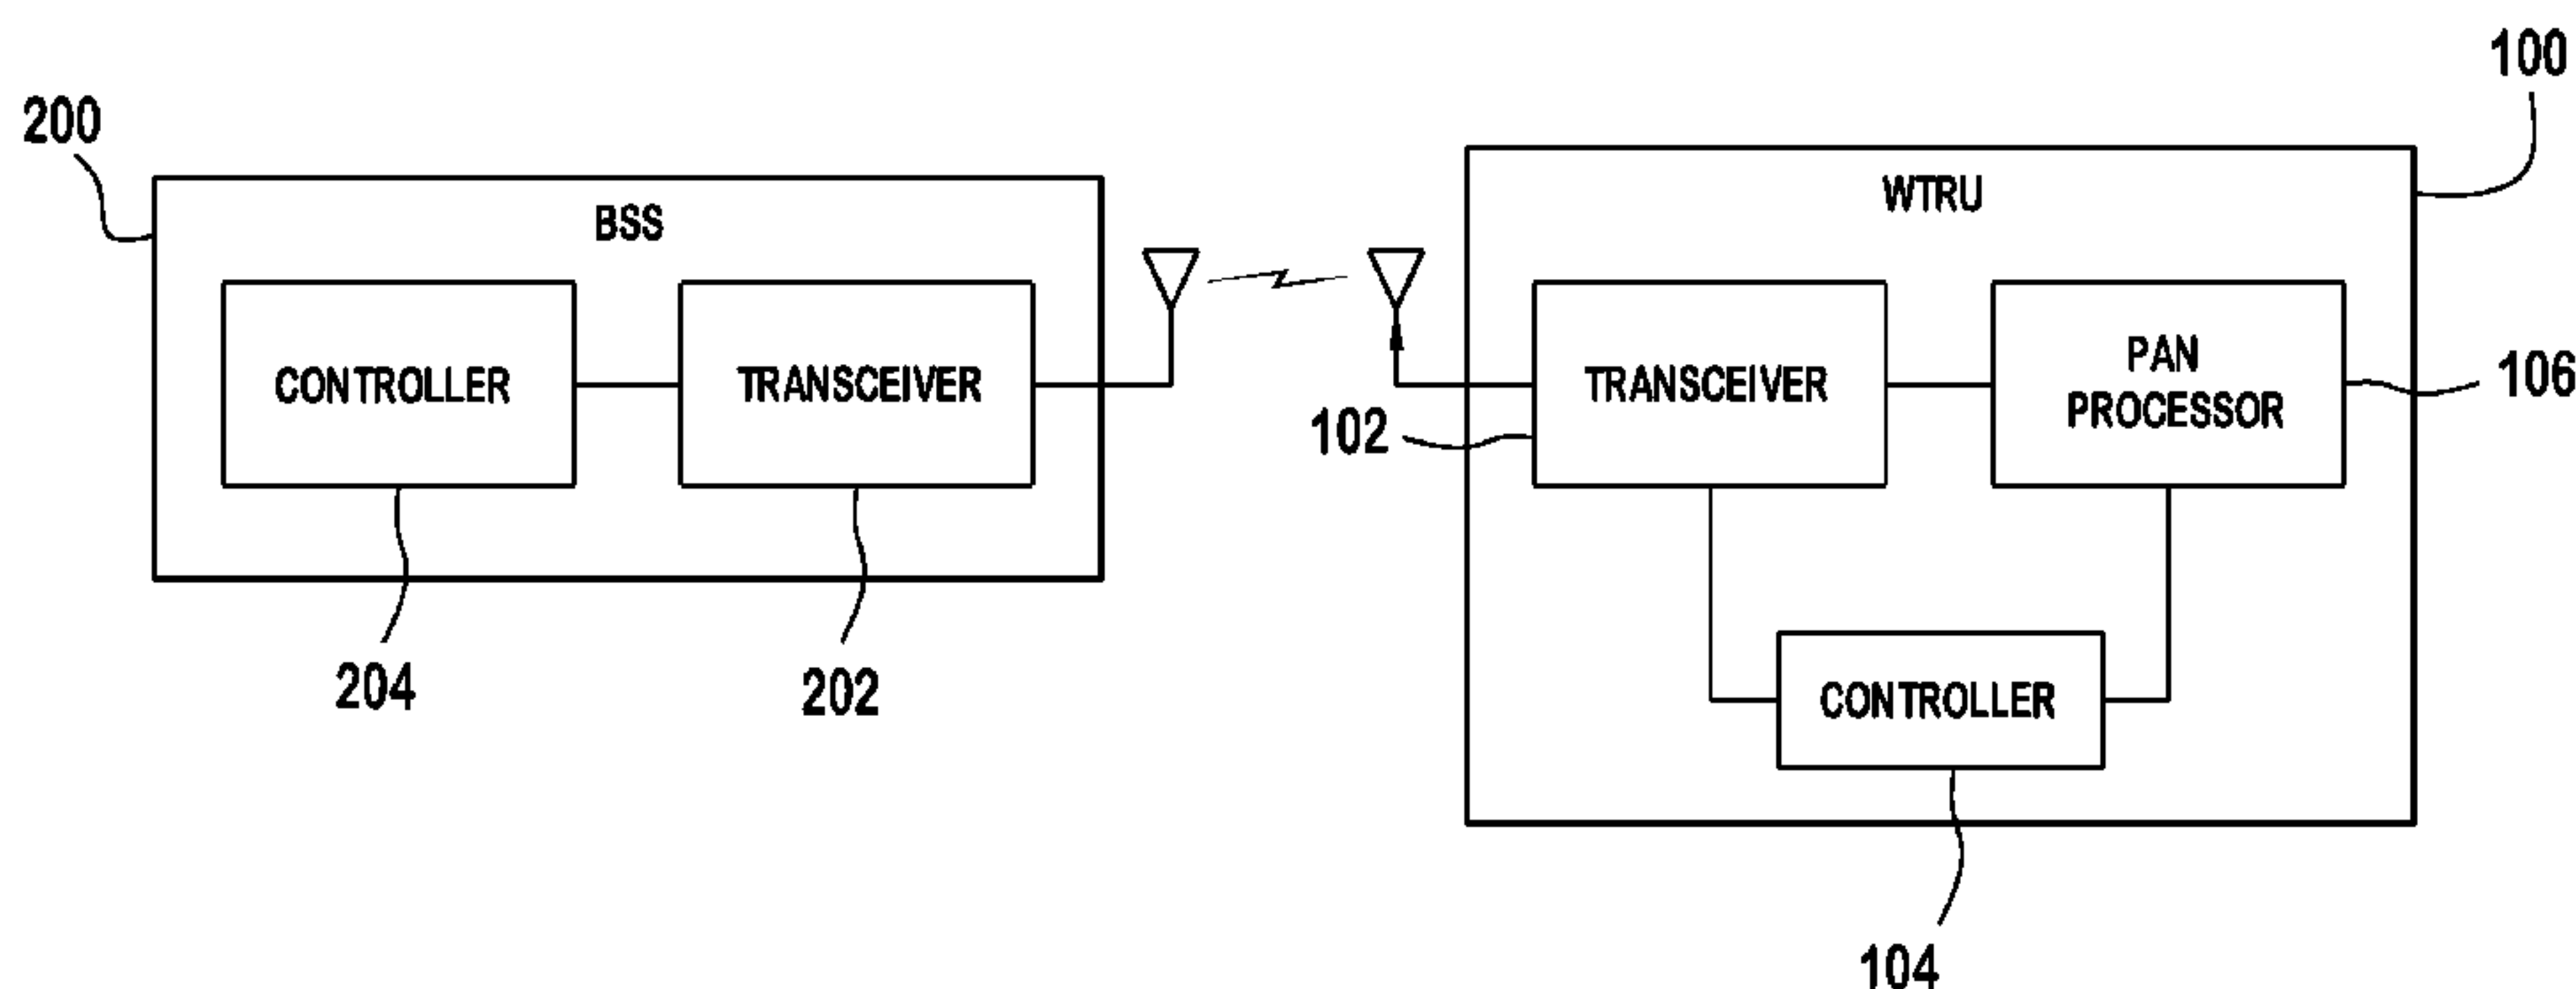 100
200
BSS
WTRU
CONTROLLER
TRANSCEIVER
TRANSCEIVER
PAN
PROCESSOR
106
102
CONTROLLER
204
202
104